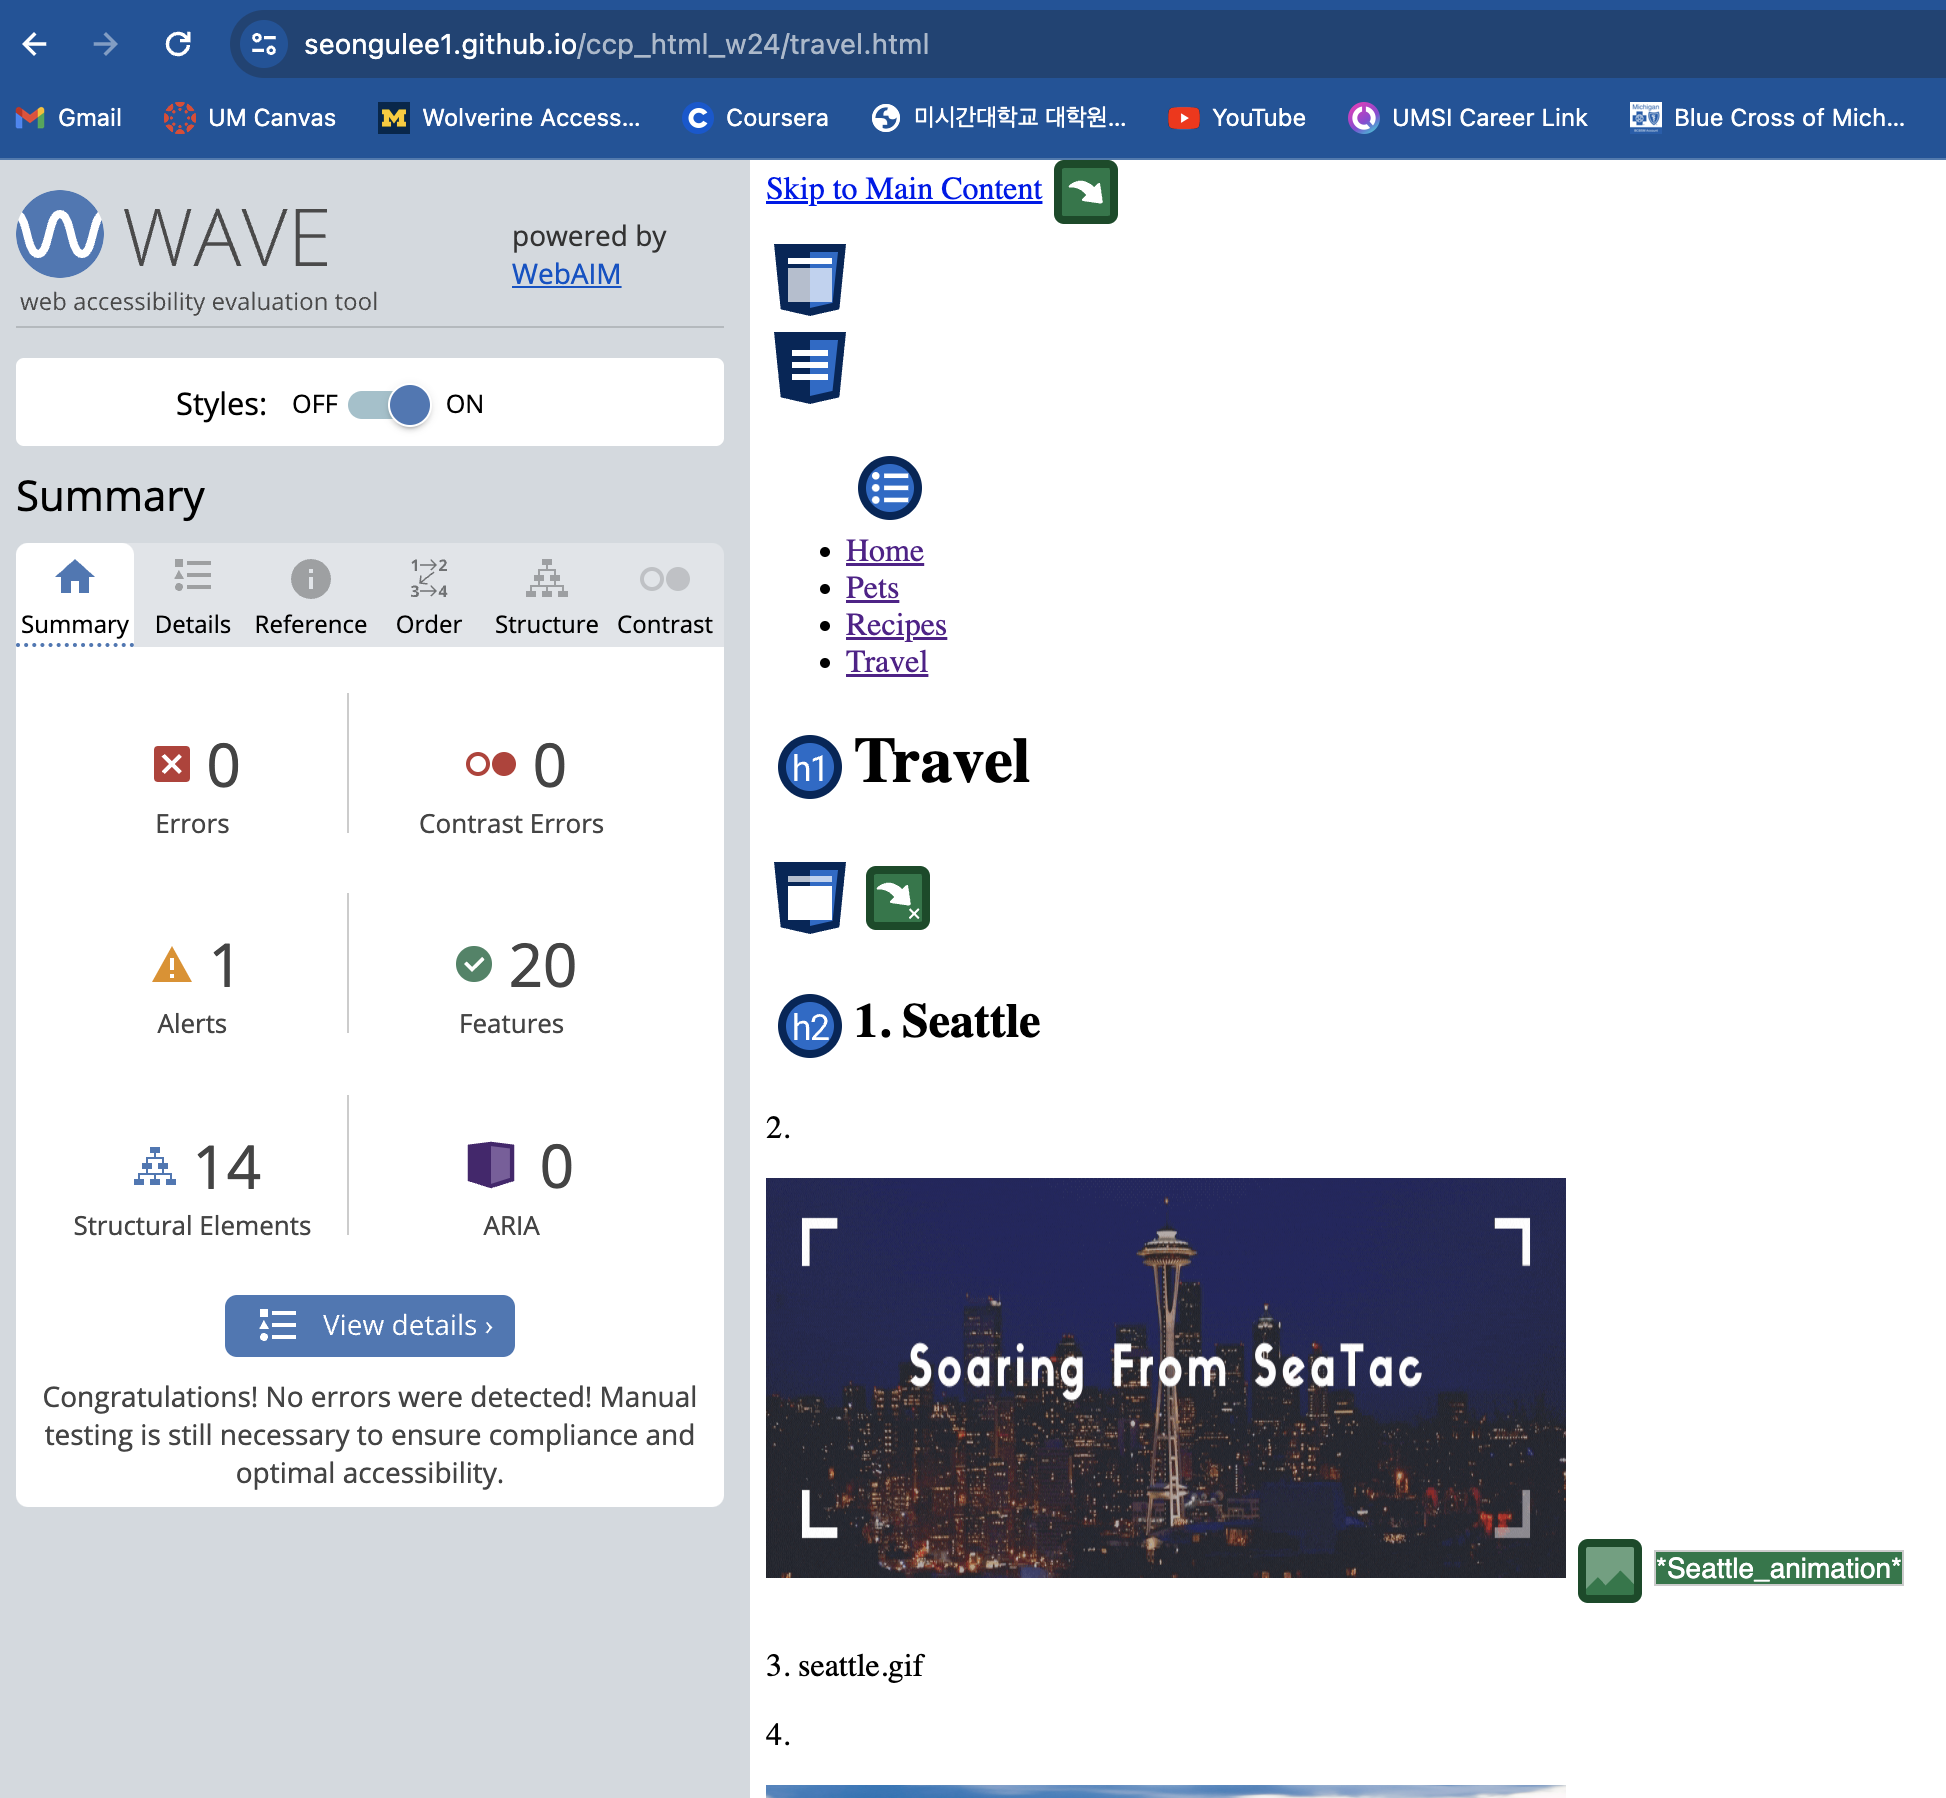 seongulee1.github.io/ccp_html_w24/travel.html
Gmail UM Canvas Wolverine Access... Coursera 미시간대학교 대학원... YouTube UMSI Career Link Blue Cross of Mich...
WAVE
web accessibility evaluation tool
powered by
WebAIM
Styles: OFF ON
Summary
Summary Details Reference Order Structure Contrast
0 Errors
0 Contrast Errors
1 Alerts
20 Features
14 Structural Elements
0 ARIA
View details ›
Congratulations! No errors were detected! Manual
testing is still necessary to ensure compliance and
optimal accessibility.
Skip to Main Content
Home
Pets
Recipes
Travel
h1 Travel
h2 1. Seattle
2.
Soaring From SeaTac
*Seattle_animation*
3. seattle.gif
4.